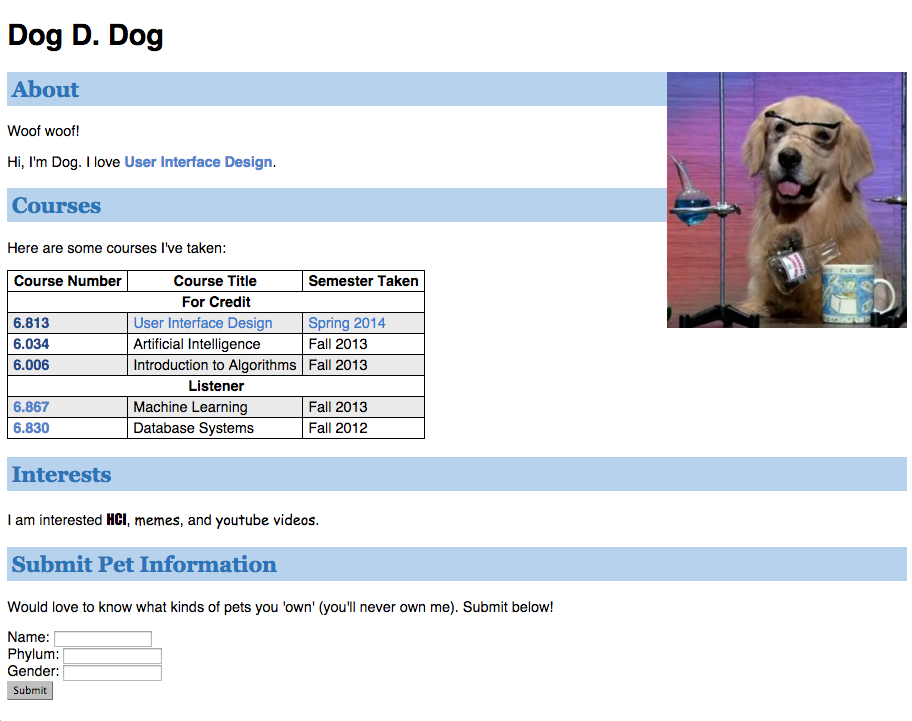 Dog D. Dog
About
Woof woof!
Hi, I'm Dog. I love User Interface Design.
Courses
Here are some courses I've taken:
Course Number Course Title Semester Taken
For Credit
6.813 User Interface Design Spring 2014
6.034 Artificial Intelligence Fall 2013
6.006 Introduction to Algorithms Fall 2013
Listener
6.867 Machine Learning Fall 2013
6.830 Database Systems Fall 2012
Interests
I am interested HCI, memes, and youtube videos.
Submit Pet Information
Would love to know what kinds of pets you 'own' (you'll never own me). Submit below!
Name:
Phylum:
Gender:
Submit